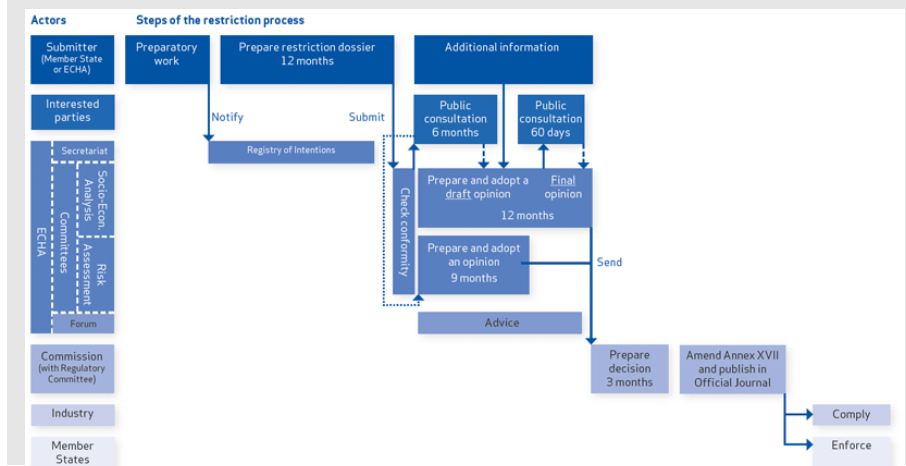 Actors
Steps of the restriction process
Submitter
(Member State
or ECHA)
Preparatory
work
Prepare restriction dossier
12 months
Additional information
Interested
parties
Notify
Submit
Public
consultation
6 months
Public
consultation
60 days
Secretariat
Registry of Intentions
ECHA
Committees
Socio-Econ.
Analysis
Risk
Assessment
Forum
Check conformity
Prepare and adopt a
draft opinion
Final
opinion
12 months
Prepare and adopt
an opinion
9 months
Send
Advice
Commission
(with Regulatory
Committee)
Prepare
decision
3 months
Amend Annex XVII
and publish in
Official Journal
Industry
Comply
Member
States
Enforce